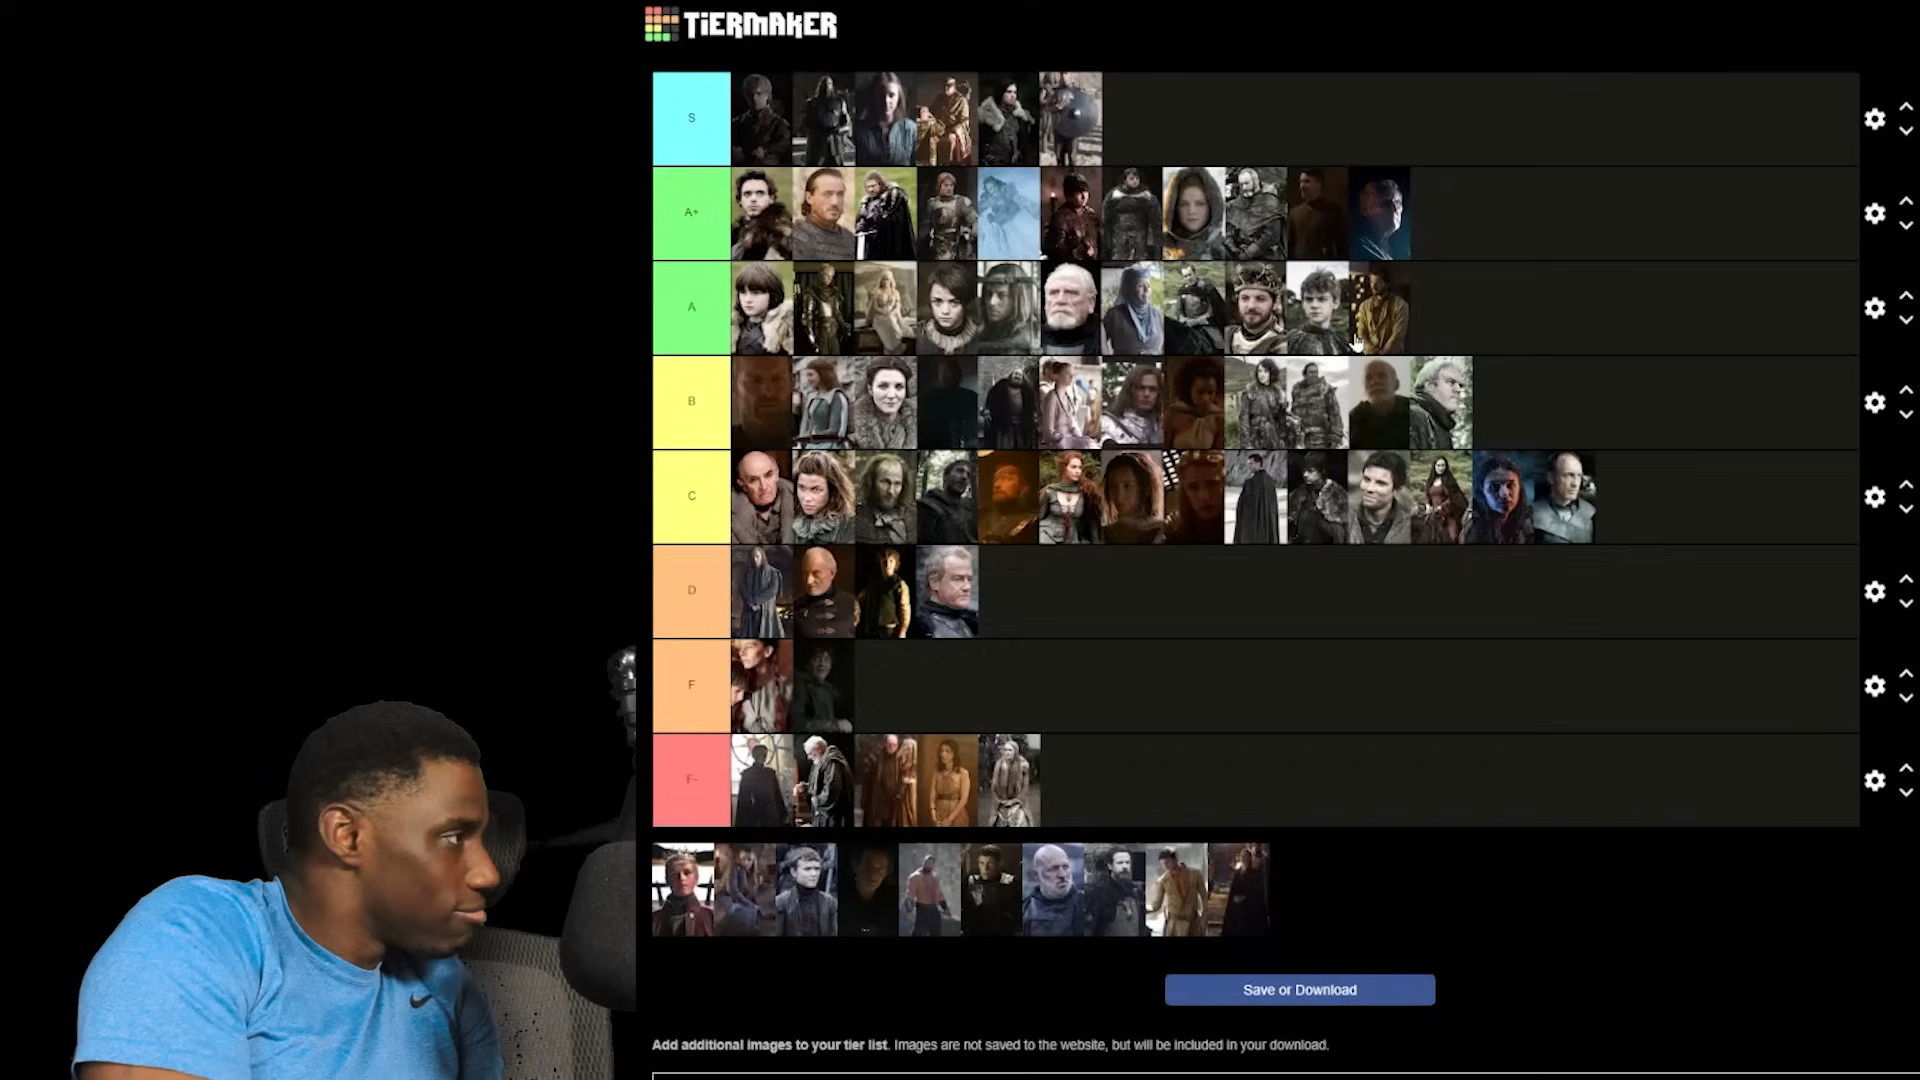 TiERMAKER
S
A+
A
B
C
D
F
F-
Save or Download
Add additional images to your tier list. Images are not saved to the website, but will be included in your download.